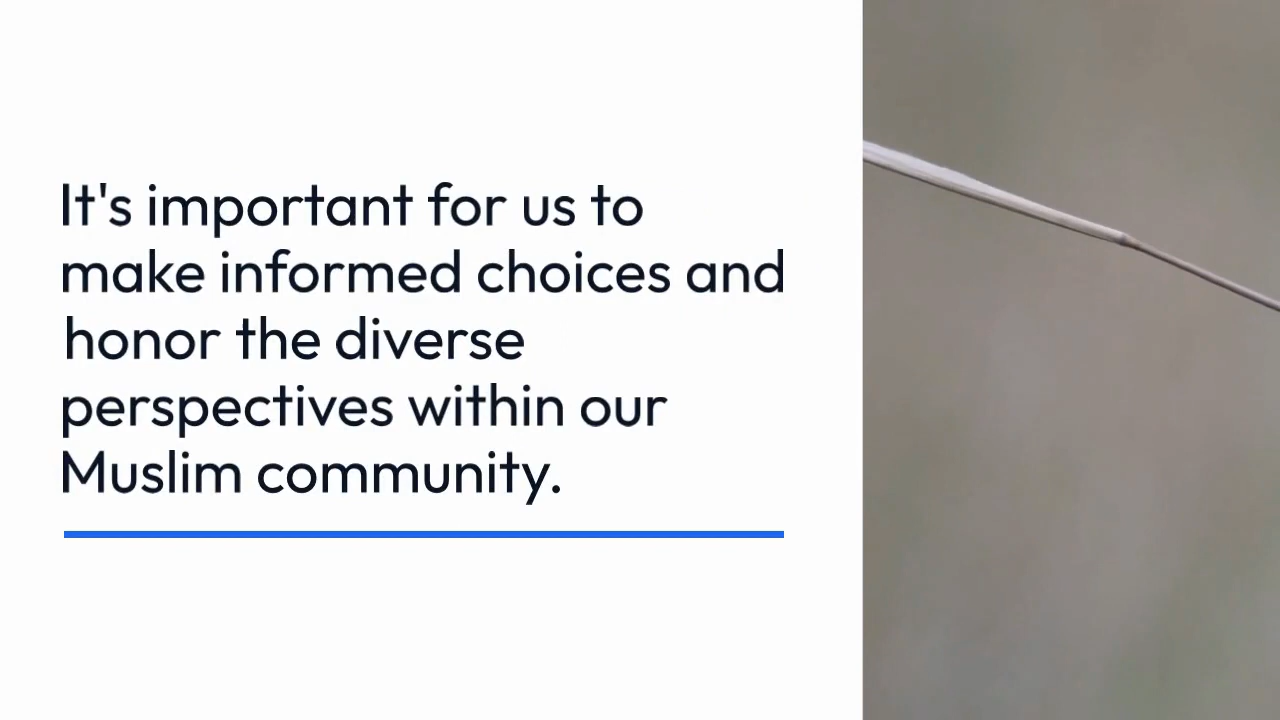 It's important for us to
make informed choices and
honor the diverse
perspectives within our
Muslim community.